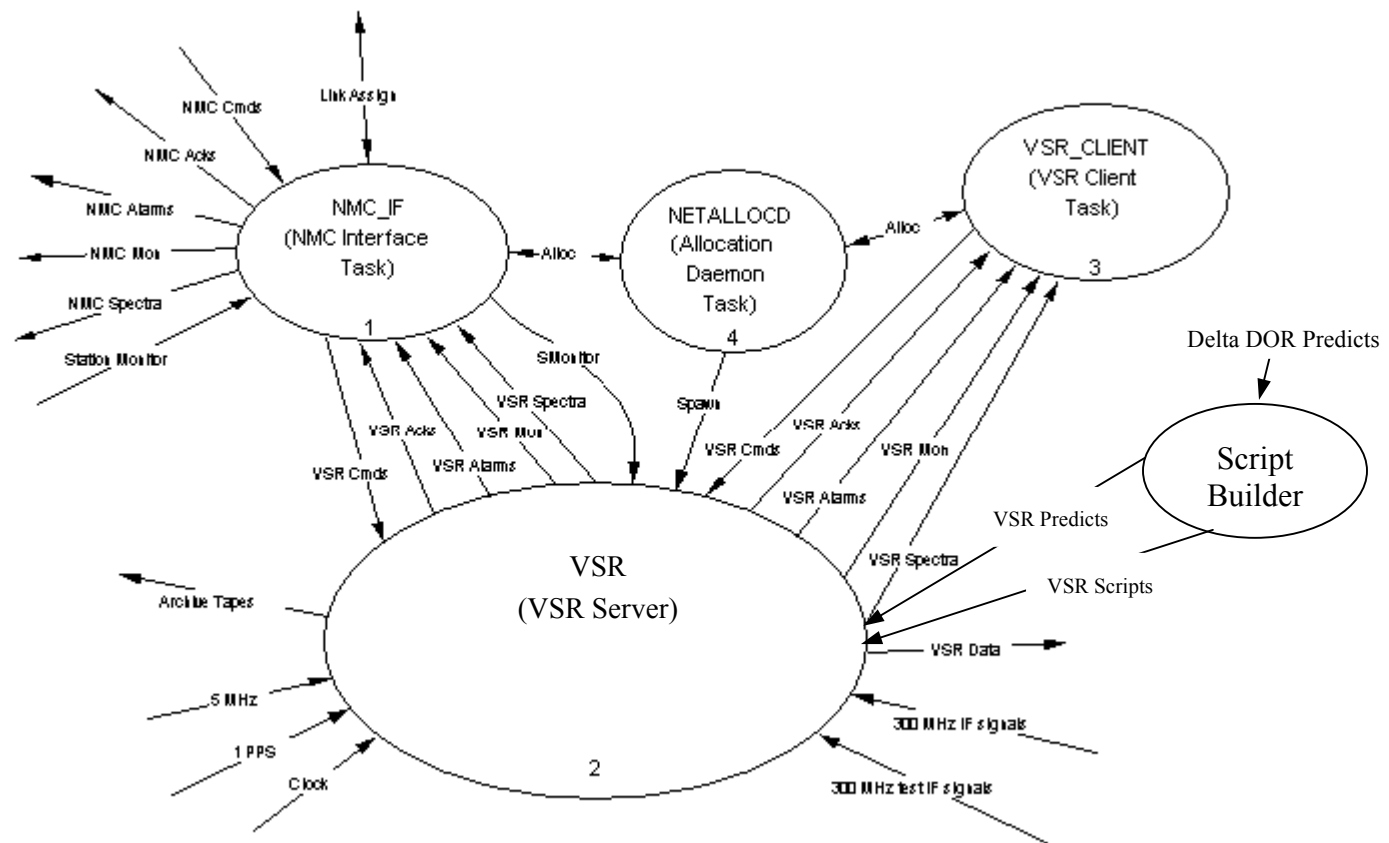 NMC Cmds
Link Assign
NMC Acks
NMC Alarms
NMC Mon
NMC Spectra
Station Monitor
NMC_IF
(NMC Interface
Task)
1
Alloc
NETALLOCD
(Allocation
Daemon
Task)
4
Alloc
VSR_CLIENT
(VSR Client
Task)
3
Delta DOR Predicts
Script
Builder
SMonitor
Spawn
VSR Cmds
VSR Acks
VSR Alarms
VSR Mon
VSR Spectra
VSR Cmds
VSR Acks
VSR Alarms
VSR Mon
VSR Spectra
VSR Predicts
VSR Scripts
VSR
(VSR Server)
2
Archive Tapes
5 MHz
1 PPS
Clock
VSR Data
300 MHz IF signals
300 MHz test IF signals